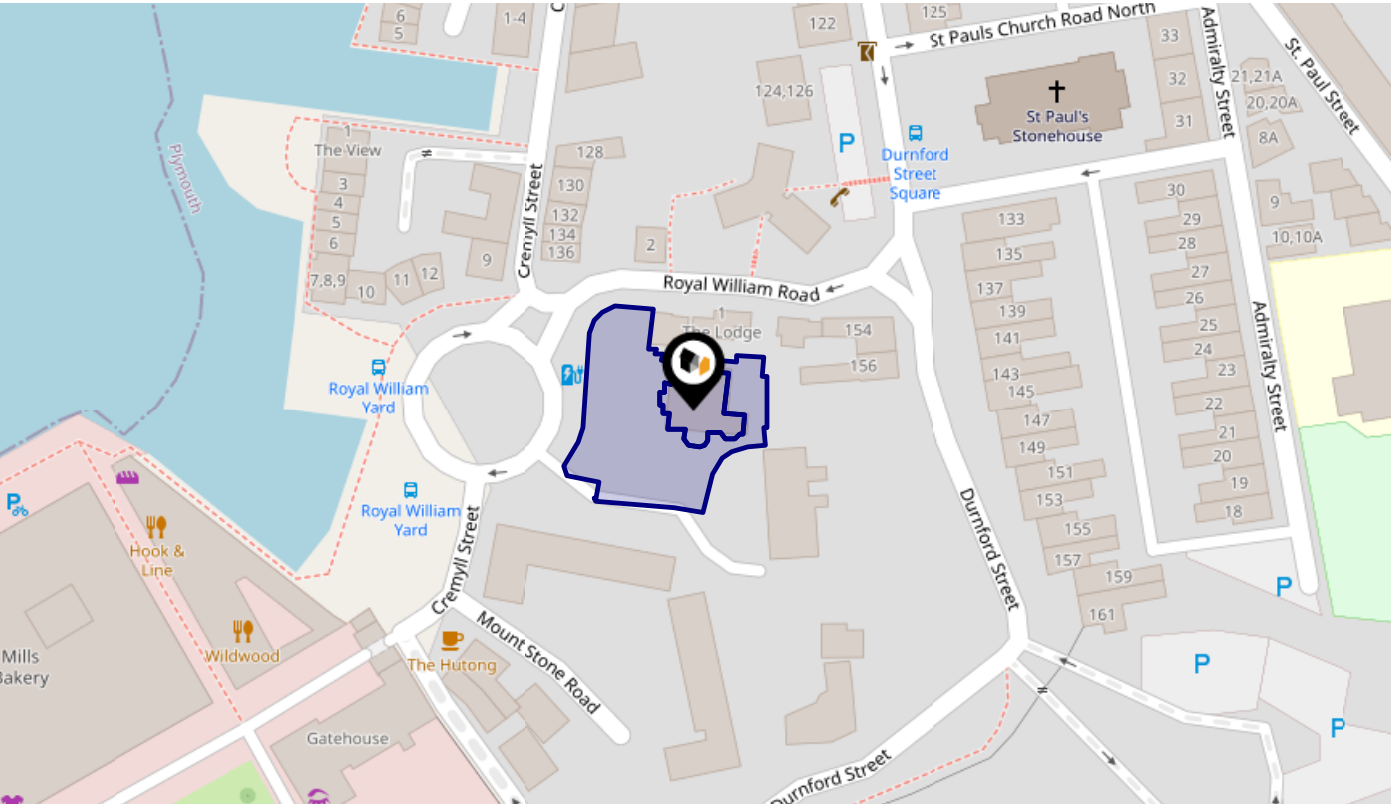 6
5
1-4
122
125
St Pauls Church Road North
Admiralty Street
St. Paul Street
33
32
31
124,126
P
St Paul's
Stonehouse
21,21A
20,20A
8A
1
The View
3
4
5
6
7,8,9
10
11
12
9
Plymouth
Cremyll Street
128
130
132
134
136
2
Durnford
Street
Square
133
135
137
139
141
143
145
147
149
151
153
155
157
159
161
30
29
28
27
26
25
24
23
22
21
20
19
18
9
10,10A
Admiralty Street
Royal William Road
1
The Lodge
154
156
Royal William
Yard
Royal William
Yard
P
Hook &
Line
Wildwood
Mills
Bakery
Cremyll Street
The Hutong
Mount Stone Road
Gatehouse
Durnford Street
Durnford Street
P
P
P